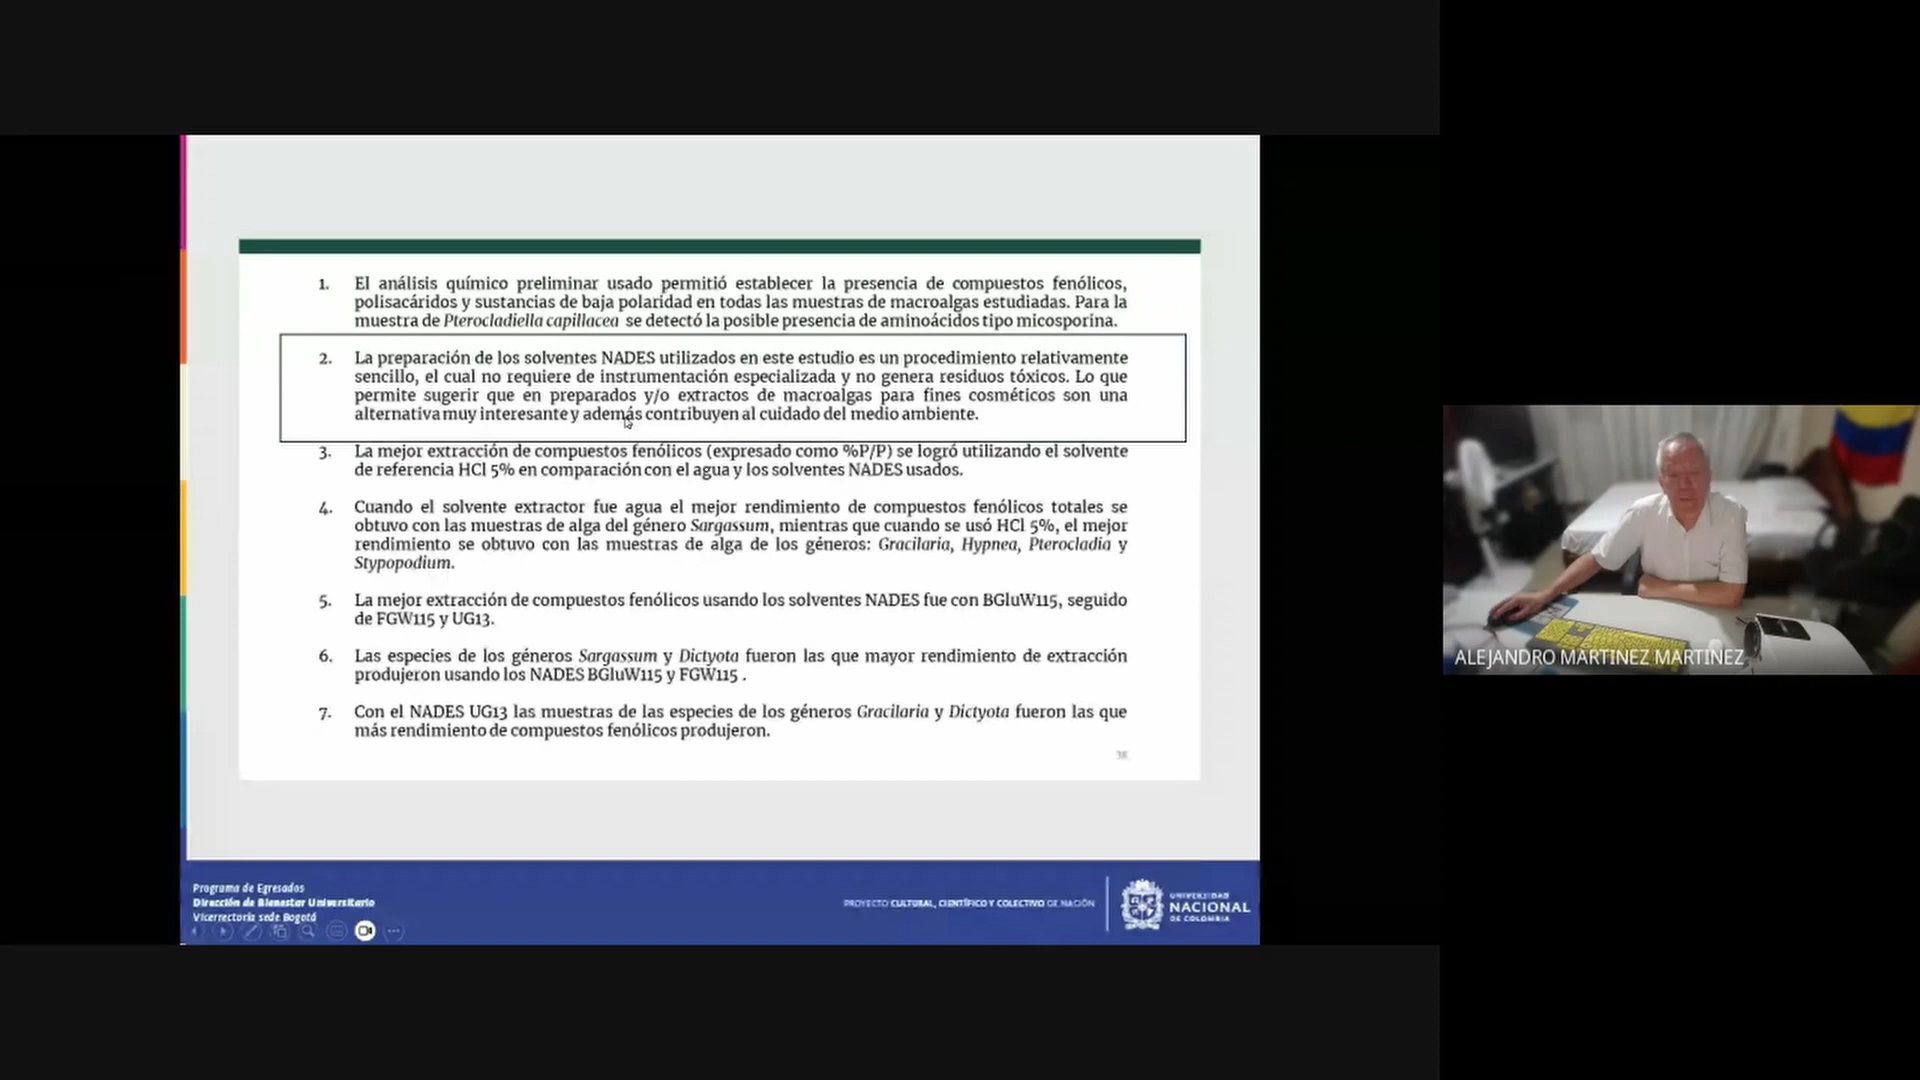 1. El análisis químico preliminar usado permitió establecer la presencia de compuestos fenólicos,
polisacáridos y sustancias de baja polaridad en todas las muestras de macroalgas estudiadas. Para la
muestra de Pterocladiella capillacea se detectó la posible presencia de aminoácidos tipo micosporina.
2. La preparación de los solventes NADES utilizados en este estudio es un procedimiento relativamente
sencillo, el cual no requiere de instrumentación especializada y no genera residuos tóxicos. Lo que
permite sugerir que en preparados y/o extractos de macroalgas para fines cosméticos son una
alternativa muy interesante y además contribuyen al cuidado del medio ambiente.
3. La mejor extracción de compuestos fenólicos (expresado como %P/P) se logró utilizando el solvente
de referencia HCl 5% en comparación con el agua y los solventes NADES usados.
4. Cuando el solvente extractor fue agua el mejor rendimiento de compuestos fenólicos totales se
obtuvo con las muestras de alga del género Sargassum, mientras que cuando se usó HCl 5%, el mejor
rendimiento se obtuvo con las muestras de alga de los géneros: Gracilaria, Hypnea, Pterocladia y
Stypopodium.
5. La mejor extracción de compuestos fenólicos usando los solventes NADES fue con BGluW115, seguido
de FGW115 y UG13.
6. Las especies de los géneros Sargassum y Dictyota fueron las que mayor rendimiento de extracción
produjeron usando los NADES BGluW115 y FGW115 .
7. Con el NADES UG13 las muestras de las especies de los géneros Gracilaria y Dictyota fueron las que
más rendimiento de compuestos fenólicos produjeron.
38
Programa de Egresados
Dirección de Bienestar Universitario
Vicerrectoría sede Bogotá
PROYECTO CULTURAL, CIENTÍFICO Y COLECTIVO DE NACIÓN
UNIVERSIDAD
NACIONAL
DE COLOMBIA
ALEJANDRO MARTINEZ MARTINEZ